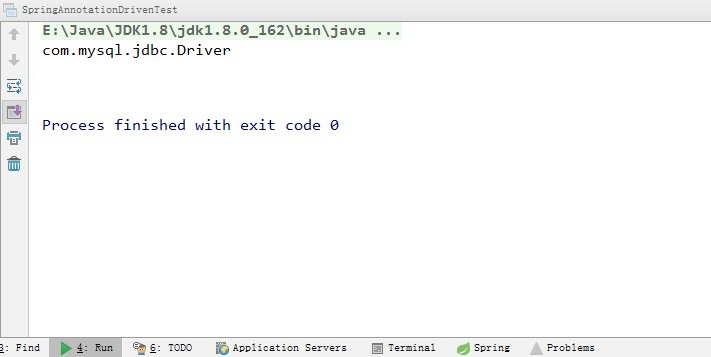 SpringAnnotationDrivenTest
E:\Java\JDK1.8\jdk1.8.0_162\bin\java ...
com.mysql.jdbc.Driver
Process finished with exit code 0
3: Find 4: Run 6: TODO Application Servers Terminal Spring Problems